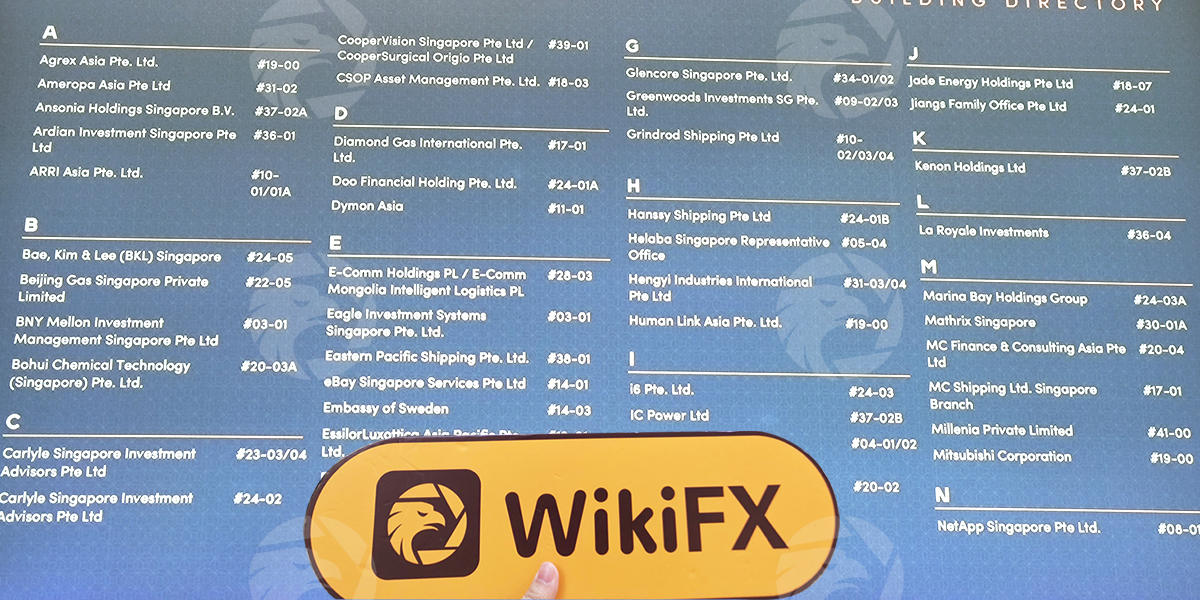 BUILDING DIRECTORY
A
Agrex Asia Pte. Ltd. #19-00
Ameropa Asia Pte Ltd #31-02
Ansonia Holdings Singapore B.V. #37-02A
Ardian Investment Singapore Pte #36-01
Ltd
ARRI Asia Pte. Ltd. #10-
01/01A
B
Bae, Kim & Lee (BKL) Singapore #24-05
Beijing Gas Singapore Private #22-05
Limited
BNY Mellon Investment #03-01
Management Singapore Pte Ltd
Bohui Chemical Technology #20-03A
(Singapore) Pte. Ltd.
C
Carlyle Singapore Investment #23-03/04
Advisors Pte Ltd
Carlyle Singapore Investment #24-02
Advisors Pte Ltd
CooperVision Singapore Pte Ltd / #39-01
CooperSurgical Origio Pte Ltd
CSOP Asset Management Pte. Ltd. #18-03
D
Diamond Gas International Pte. #17-01
Ltd.
Doo Financial Holding Pte. Ltd. #24-01A
Dymon Asia #11-01
E
E-Comm Holdings PL / E-Comm #28-03
Mongolia Intelligent Logistics PL
Eagle Investment Systems #03-01
Singapore Pte. Ltd.
Eastern Pacific Shipping Pte. Ltd. #38-01
eBay Singapore Services Pte Ltd #14-01
Embassy of Sweden #14-03
EssilorLuxottica Asia Pacific Pte.
Ltd.
G
Glencore Singapore Pte. Ltd. #34-01/02
Greenwoods Investments SG Pte. #09-02/03
Ltd.
Grindrod Shipping Pte Ltd #10-
02/03/04
H
Hanssy Shipping Pte Ltd #24-01B
Helaba Singapore Representative #05-04
Office
Hengyi Industries International #31-03/04
Pte Ltd
Human Link Asia Pte. Ltd. #19-00
I
i6 Pte. Ltd. #24-03
IC Power Ltd #37-02B
#04-01/02
#20-02
J
Jade Energy Holdings Pte Ltd #18-07
Jiangs Family Office Pte Ltd #24-01
K
Kenon Holdings Ltd #37-02B
L
La Royale Investments #36-04
M
Marina Bay Holdings Group #24-03A
Mathrix Singapore #30-01A
MC Finance & Consulting Asia Pte #20-04
Ltd
MC Shipping Ltd. Singapore #17-01
Branch
Millenia Private Limited #41-00
Mitsubishi Corporation #19-00
N
NetApp Singapore Pte Ltd. #08-01
WikiFX